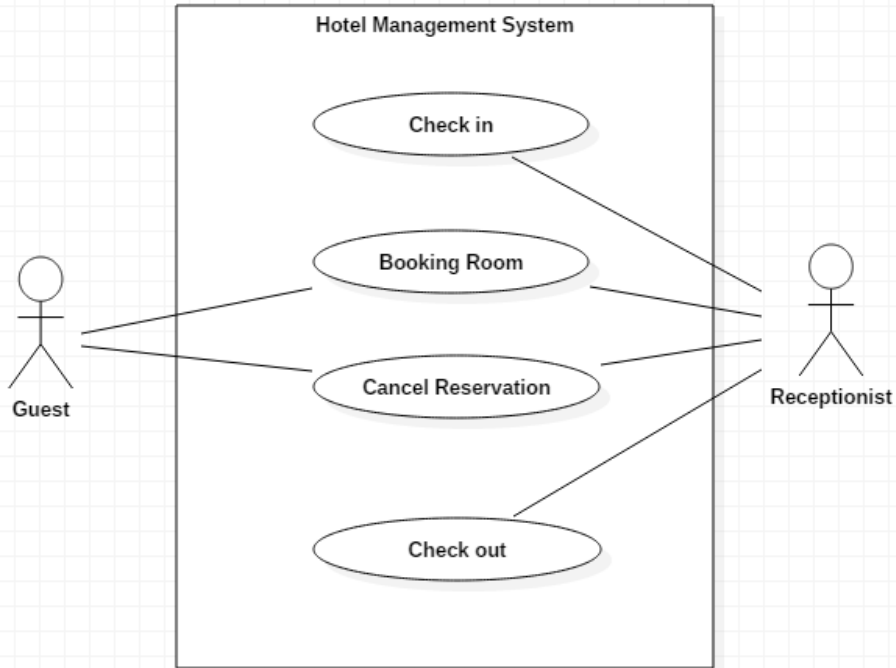 Hotel Management System
Check in
Booking Room
Cancel Reservation
Check out
Guest
Receptionist